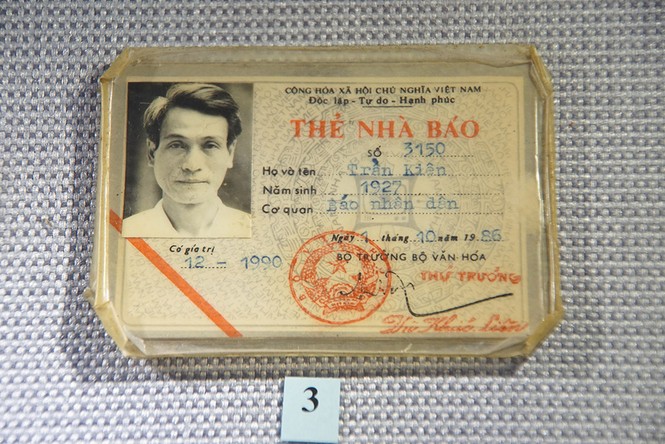 CỘNG HÒA XÃ HỘI CHỦ NGHĨA VIỆT NAM
Độc lập - Tự do - Hạnh phúc
THẺ NHÀ BÁO
SỐ 3150
Họ và tên Trần Kiên
Năm sinh 1927
Cơ quan Báo nhân dân
Ngày 1 tháng 10 năm 1986
Có giá trị
12 - 1990
BỘ TRƯỞNG BỘ VĂN HÓA
THỨ TRƯỞNG
3